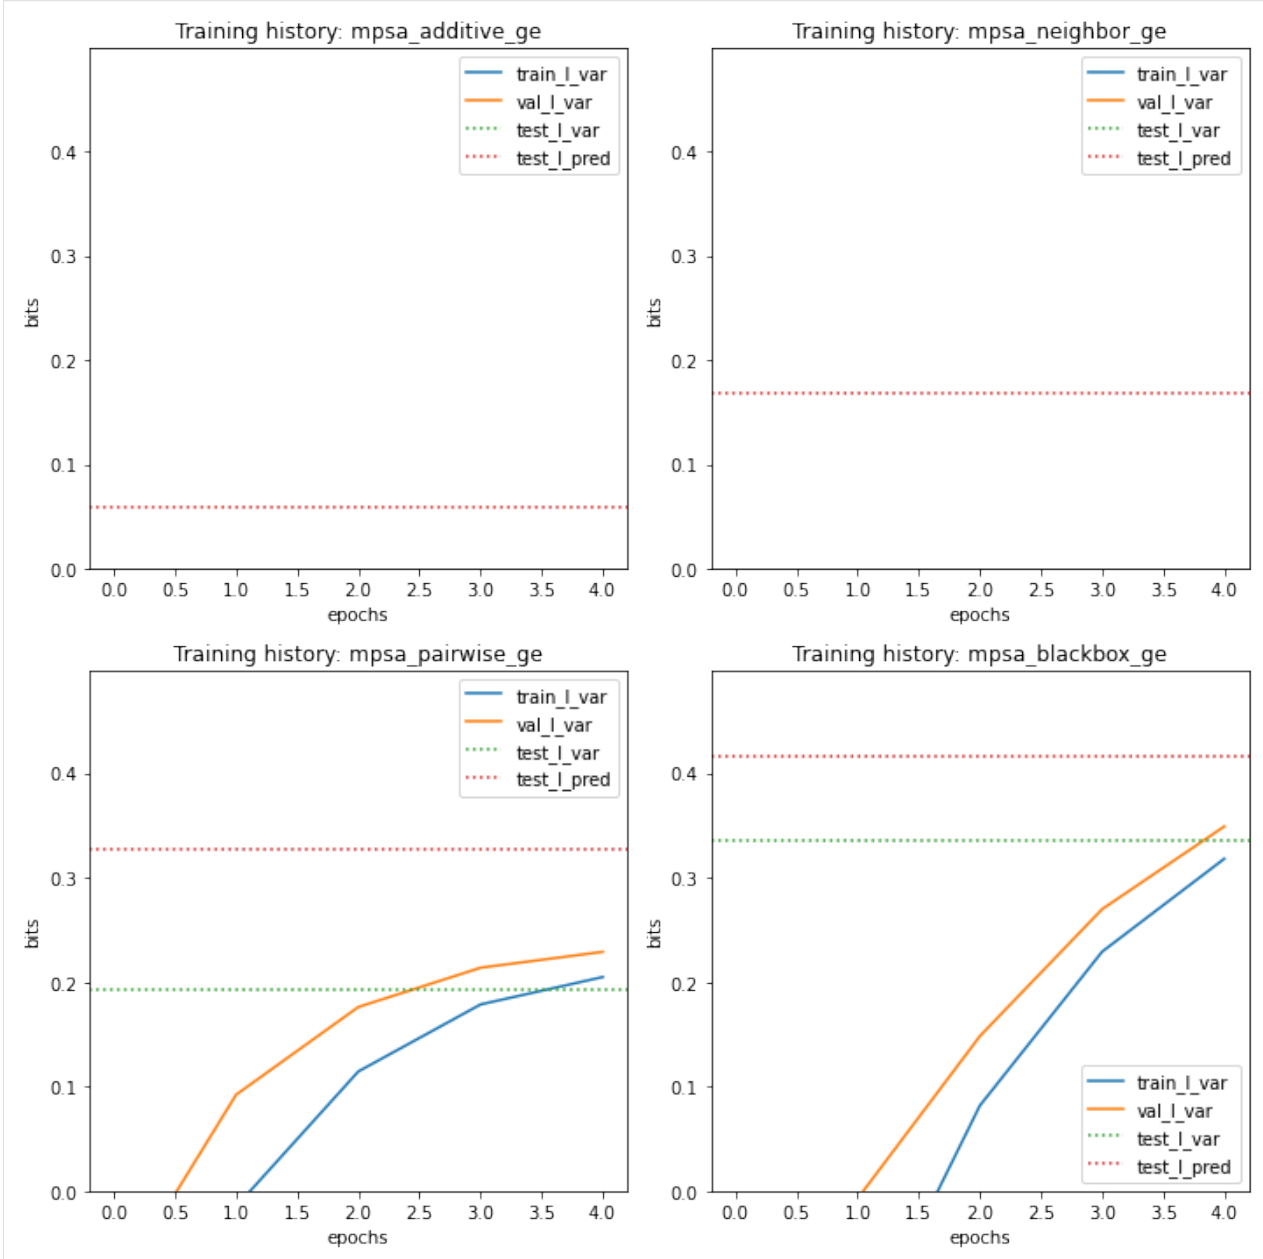 Training history: mpsa_additive_ge
train_I_var
val_I_var
test_I_var
test_I_pred
0.4
0.3
bits
0.2
0.1
0.0
0.0 0.5 1.0 1.5 2.0 2.5 3.0 3.5 4.0
epochs
Training history: mpsa_neighbor_ge
train_I_var
val_I_var
test_I_var
test_I_pred
0.4
0.3
bits
0.2
0.1
0.0
0.0 0.5 1.0 1.5 2.0 2.5 3.0 3.5 4.0
epochs
Training history: mpsa_pairwise_ge
train_I_var
val_I_var
test_I_var
test_I_pred
0.4
0.3
bits
0.2
0.1
0.0
0.0 0.5 1.0 1.5 2.0 2.5 3.0 3.5 4.0
epochs
Training history: mpsa_blackbox_ge
0.4
0.3
bits
0.2
0.1
0.0
train_I_var
val_I_var
test_I_var
test_I_pred
0.0 0.5 1.0 1.5 2.0 2.5 3.0 3.5 4.0
epochs